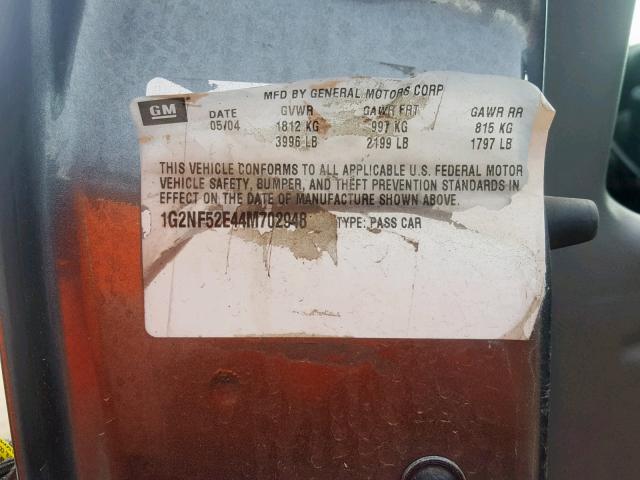 MFD BY GENERAL MOTORS CORP
GM
DATE GVWR GAWR FRT GAWR RR
05/04 1812 KG 997 KG 815 KG
3996 LB 2199 LB 1797 LB
THIS VEHICLE CONFORMS TO ALL APPLICABLE U.S. FEDERAL MOTOR
VEHICLE SAFETY, BUMPER, AND THEFT PREVENTION STANDARDS IN
EFFECT ON THE DATE OF MANUFACTURE SHOWN ABOVE.
1G2NF52E44M702948 TYPE: PASS CAR